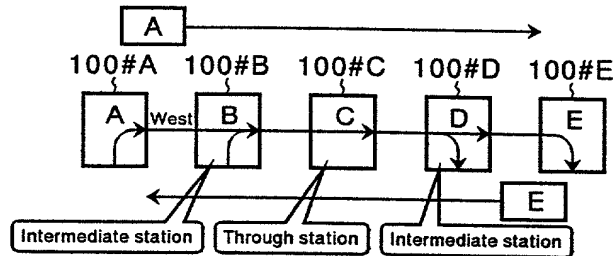 A
100#A 100#B 100#C 100#D 100#E
A West B C D E
E
Intermediate station Through station Intermediate station